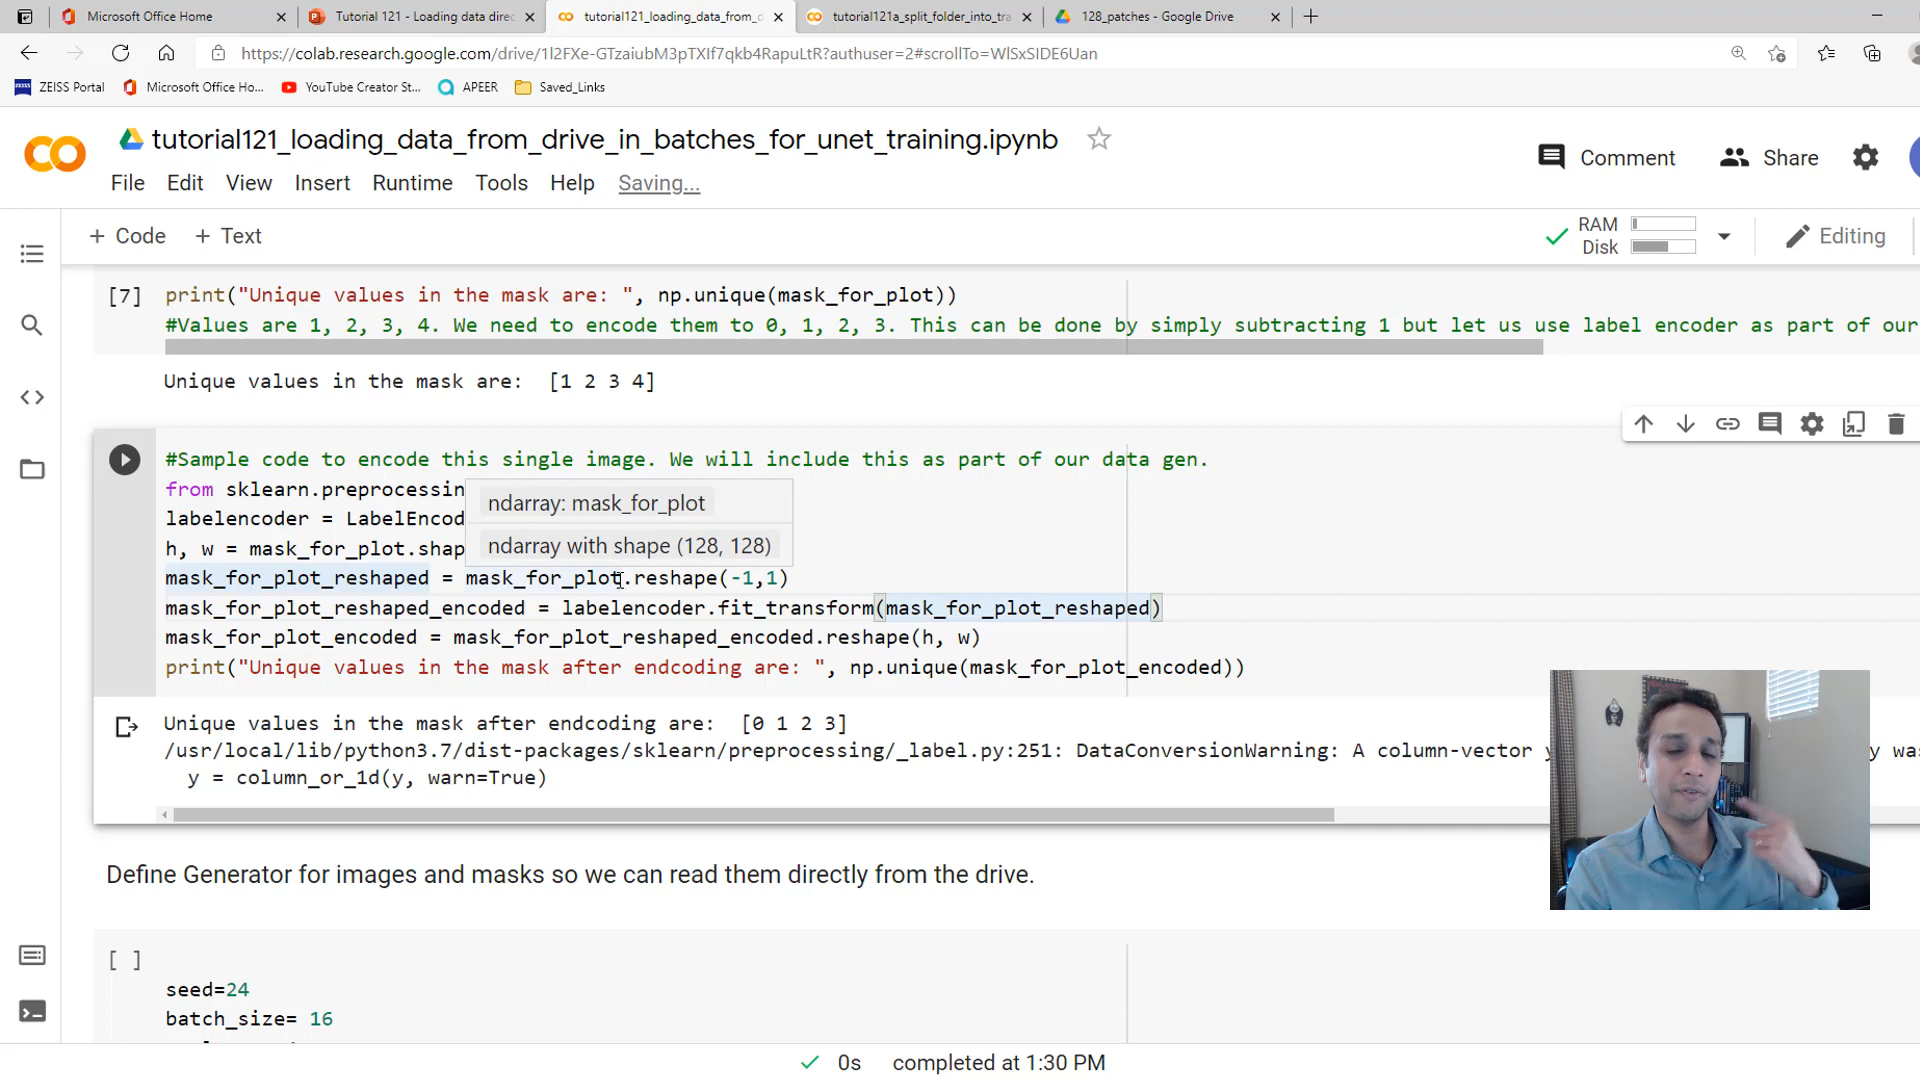 Microsoft Office Home
Tutorial 121 - Loading data direc
tutorial121_loading_data_from_d
tutorial121a_split_folder_into_tra
128_patches - Google Drive
https://colab.research.google.com/drive/1l2FXe-GTzaiubM3pTXIf7qkb4RapuLtR?authuser=2#scrollTo=WlSxSIDE6Uan
ZEISS Portal
Microsoft Office Ho...
YouTube Creator St...
APEER
Saved_Links
tutorial121_loading_data_from_drive_in_batches_for_unet_training.ipynb
Comment
Share
File Edit View Insert Runtime Tools Help Saving...
+ Code + Text
RAM
Disk
Editing
[7] print("Unique values in the mask are: ", np.unique(mask_for_plot))
#Values are 1, 2, 3, 4. We need to encode them to 0, 1, 2, 3. This can be done by simply subtracting 1 but let us use label encoder as part of our
Unique values in the mask are: [1 2 3 4]
#Sample code to encode this single image. We will include this as part of our data gen.
from sklearn.preprocessin
labelencoder = LabelEncod
h, w = mask_for_plot.shap
ndarray: mask_for_plot
ndarray with shape (128, 128)
mask_for_plot_reshaped = mask_for_plot.reshape(-1,1)
mask_for_plot_reshaped_encoded = labelencoder.fit_transform(mask_for_plot_reshaped)
mask_for_plot_encoded = mask_for_plot_reshaped_encoded.reshape(h, w)
print("Unique values in the mask after endcoding are: ", np.unique(mask_for_plot_encoded))
Unique values in the mask after endcoding are: [0 1 2 3]
/usr/local/lib/python3.7/dist-packages/sklearn/preprocessing/_label.py:251: DataConversionWarning: A column-vector y was
y = column_or_1d(y, warn=True)
Define Generator for images and masks so we can read them directly from the drive.
[ ]
seed=24
batch_size= 16
0s completed at 1:30 PM